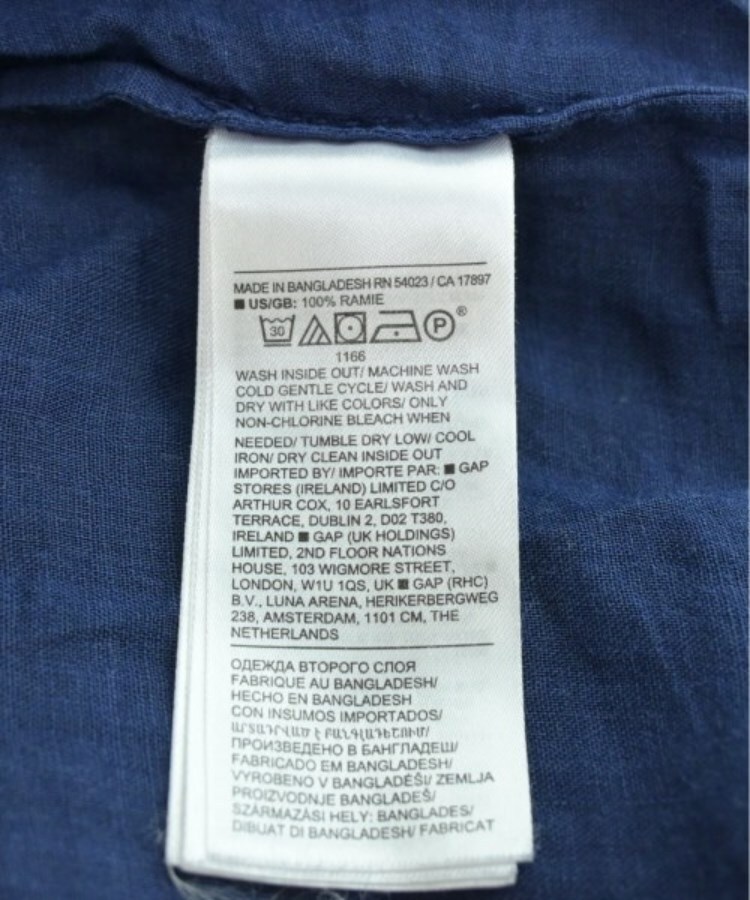 MADE IN BANGLADESH RN 54023 / CA 17897
■ US/GB: 100% RAMIE
30 P ®
1166
WASH INSIDE OUT/ MACHINE WASH
COLD GENTLE CYCLE/ WASH AND
DRY WITH LIKE COLORS/ ONLY
NON-CHLORINE BLEACH WHEN
NEEDED/ TUMBLE DRY LOW/ COOL
IRON/ DRY CLEAN INSIDE OUT
IMPORTED BY/ IMPORTE PAR: ■ GAP
STORES (IRELAND) LIMITED C/O
ARTHUR COX, 10 EARLSFORT
TERRACE, DUBLIN 2, D02 T380,
IRELAND ■ GAP (UK HOLDINGS)
LIMITED, 2ND FLOOR NATIONS
HOUSE, 103 WIGMORE STREET,
LONDON, W1U 1QS, UK ■ GAP (RHC)
B.V., LUNA ARENA, HERIKERBERGWEG
238, AMSTERDAM, 1101 CM, THE
NETHERLANDS
ОДЕЖДА ВТОРОГО СЛОЯ
FABRIQUE AU BANGLADESH/
HECHO EN BANGLADESH
CON INSUMOS IMPORTADOS/
ԱՐՏԱԴՐՎԱԾ Է ԲԱՆԳԼԱԴԵՇՈՒՄ/
ПРОИЗВЕДЕНО В БАНГЛАДЕШ/
FABRICADO EM BANGLADESH/
VYROBENO V BANGLADÉŠI/ ZEMLJA
PROIZVODNJE BANGLADEŠ/
SZÁRMAZÁSI HELY: BANGLADES/
DIBUAT DI BANGLADESH/ FABRICAT